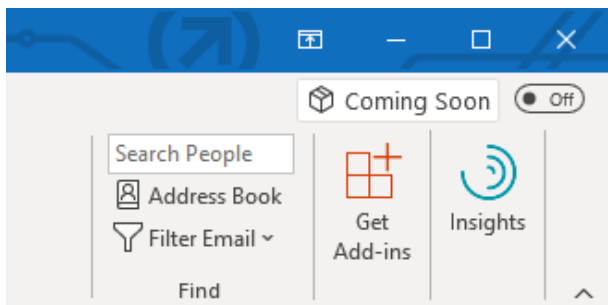 Coming Soon
Off
Search People
Address Book
Filter Email
Find
Get
Add-ins
Insights